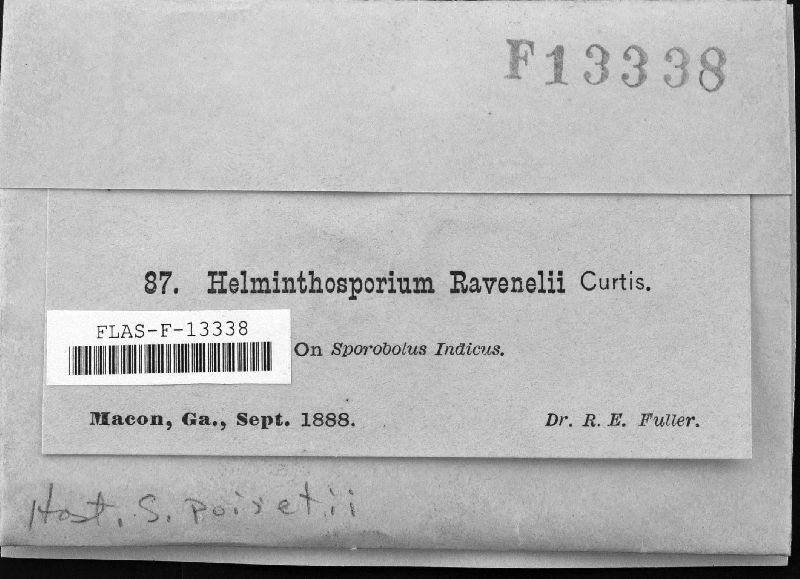 F13338
87. Helminthosporium Ravenelii Curtis.
FLAS-F-13338
On Sporobolus Indicus.
Macon, Ga., Sept. 1888. Dr. R. E. Fuller.
Host. S. poiretii